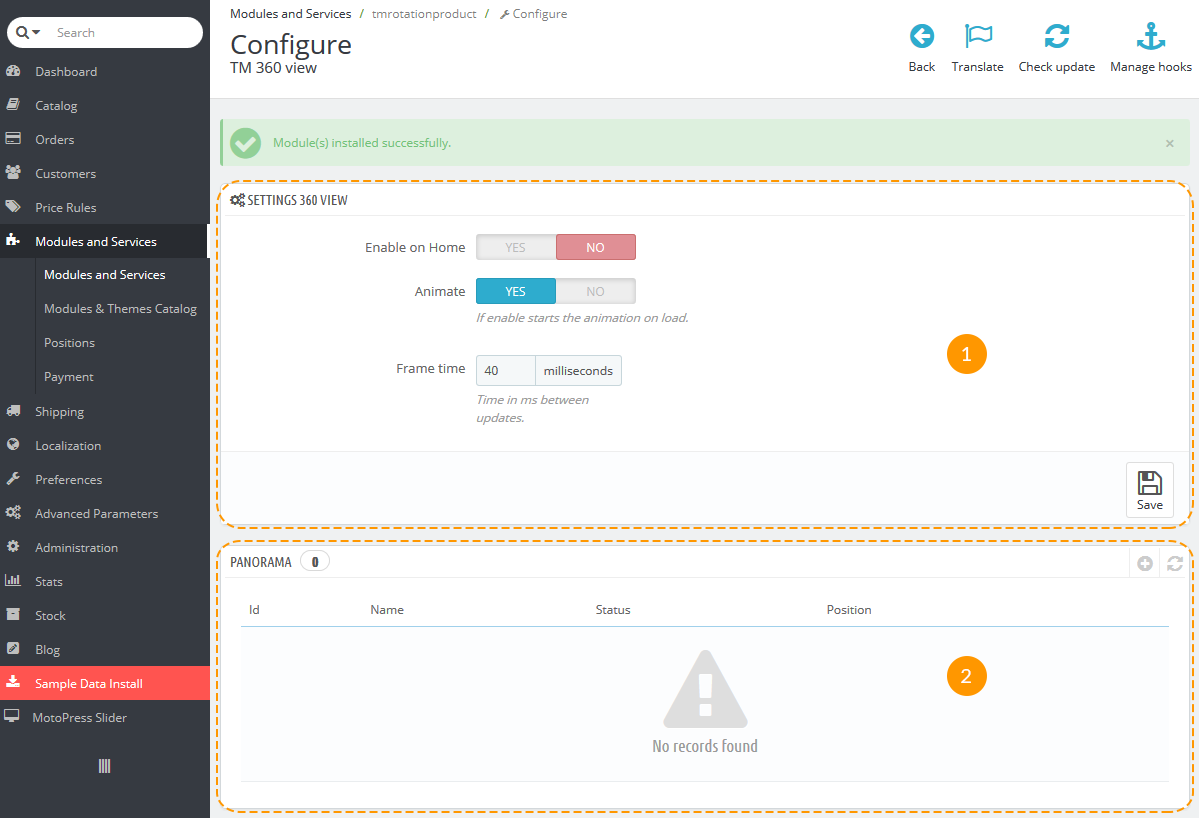 Search
Dashboard
Catalog
Orders
Customers
Price Rules
Modules and Services
Modules and Services
Modules & Themes Catalog
Positions
Payment
Shipping
Localization
Preferences
Advanced Parameters
Administration
Stats
Stock
Blog
Sample Data Install
MotoPress Slider
Modules and Services / tmrotationproduct / Configure
Configure
TM 360 view
Back Translate Check update Manage hooks
Module(s) installed successfully. ×
SETTINGS 360 VIEW
Enable on Home YES NO
Animate YES NO
If enable starts the animation on load.
1
Frame time 40 milliseconds
Time in ms between
updates.
Save
PANORAMA 0
Id Name Status Position
2
No records found